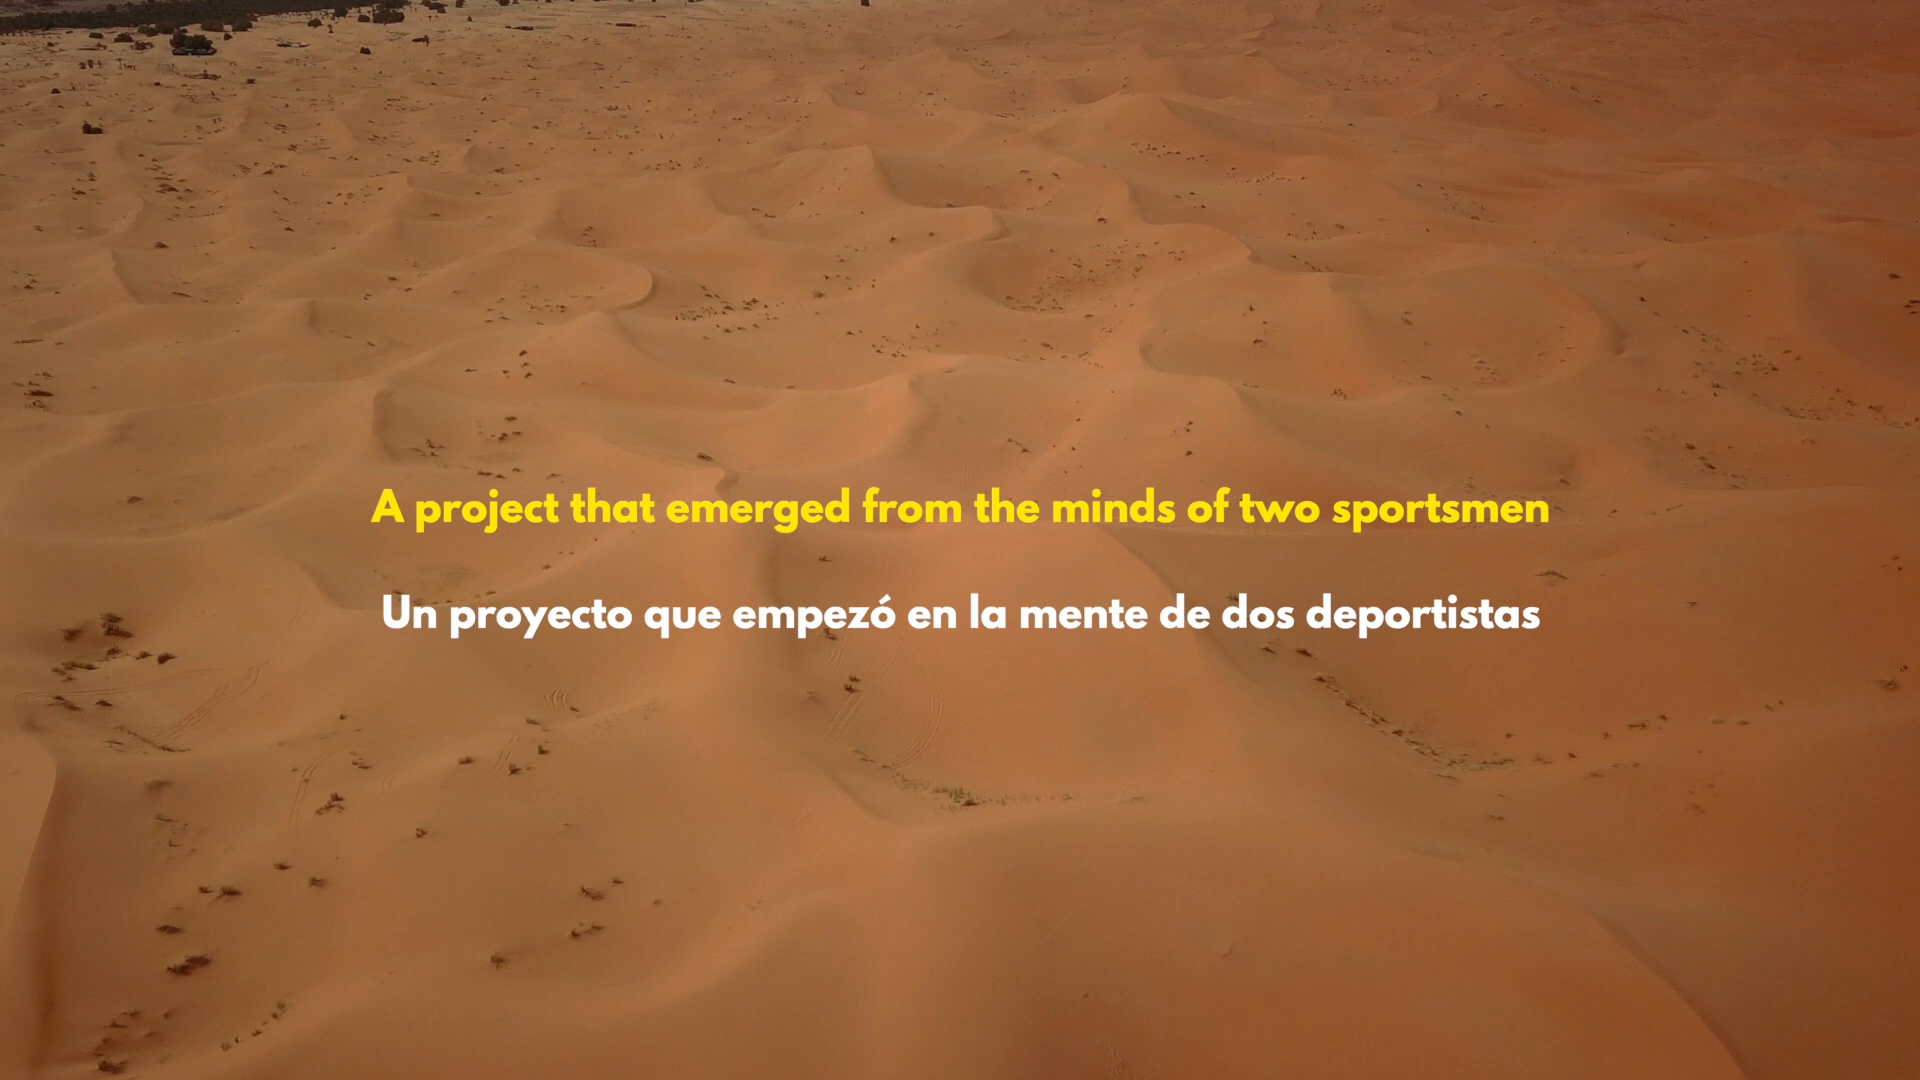 A project that emerged from the minds of two sportsmen
Un proyecto que empezó en la mente de dos deportistas